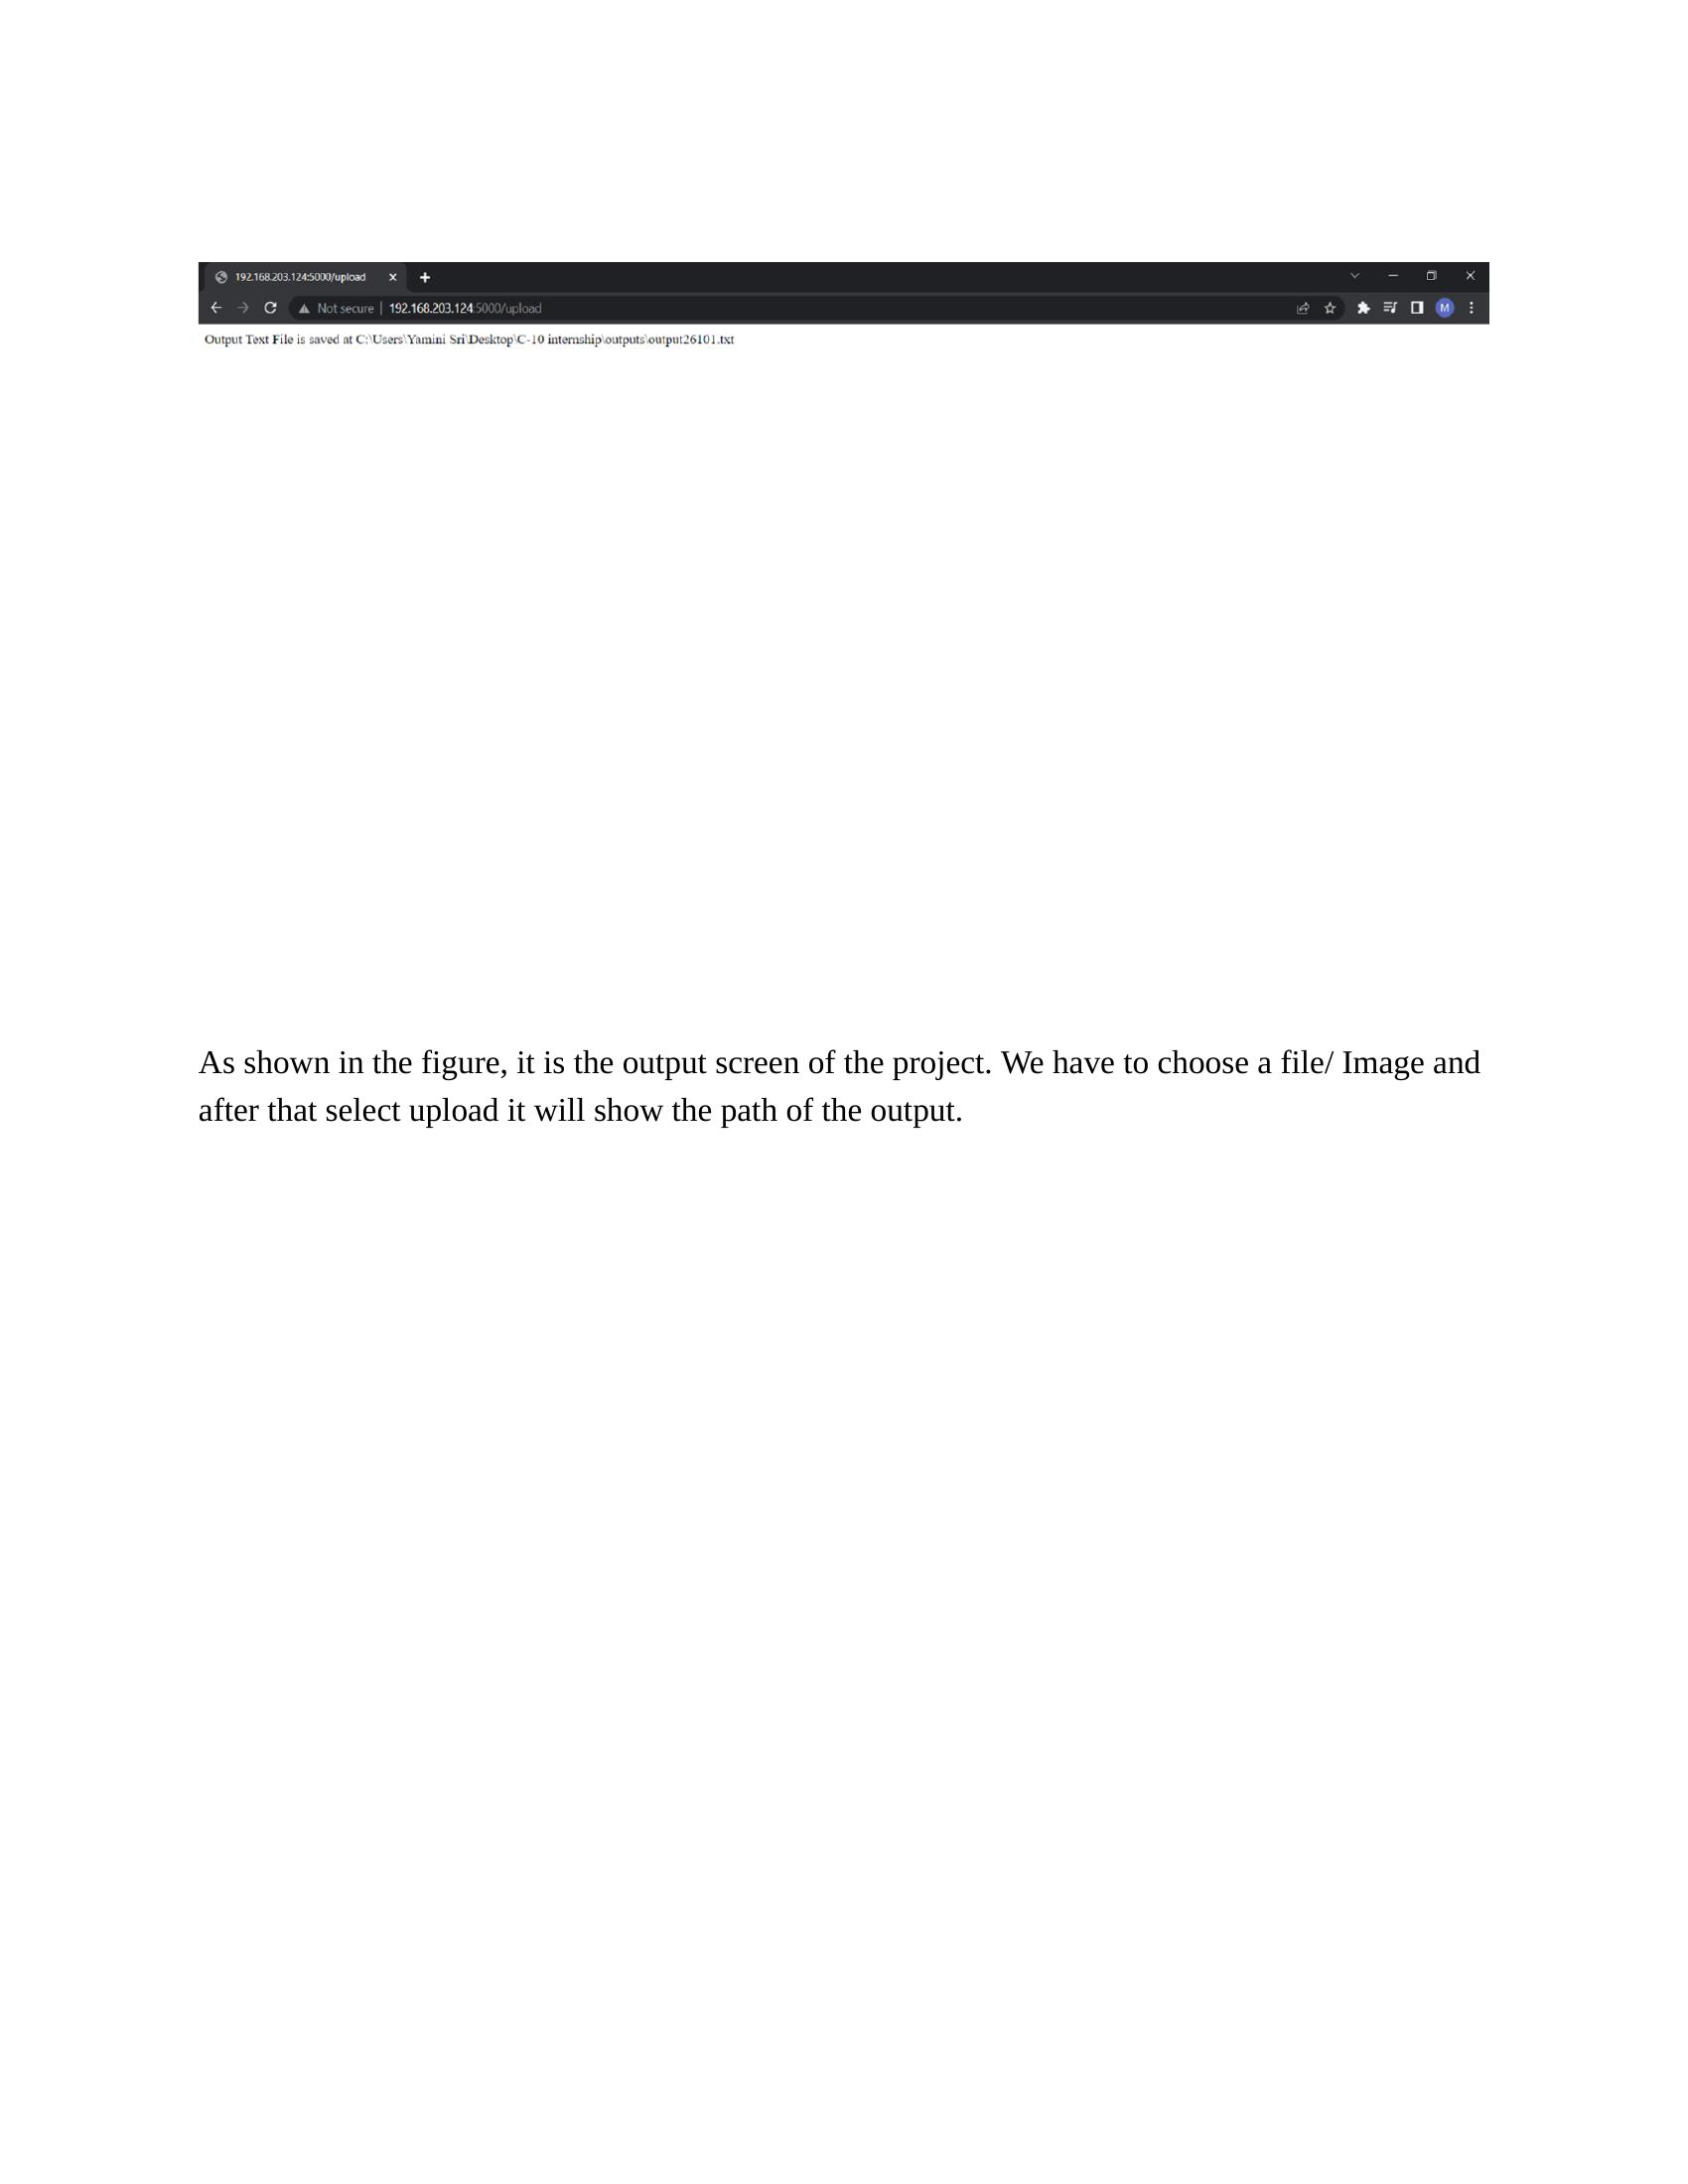 192.168.203.124:5000/upload
Not secure | 192.168.203.124:5000/upload
M
Output Text File is saved at C:\Users\Yamini Sri\Desktop\C-10 internship\outputs\output26101.txt
As shown in the figure, it is the output screen of the project. We have to choose a file/ Image and
after that select upload it will show the path of the output.